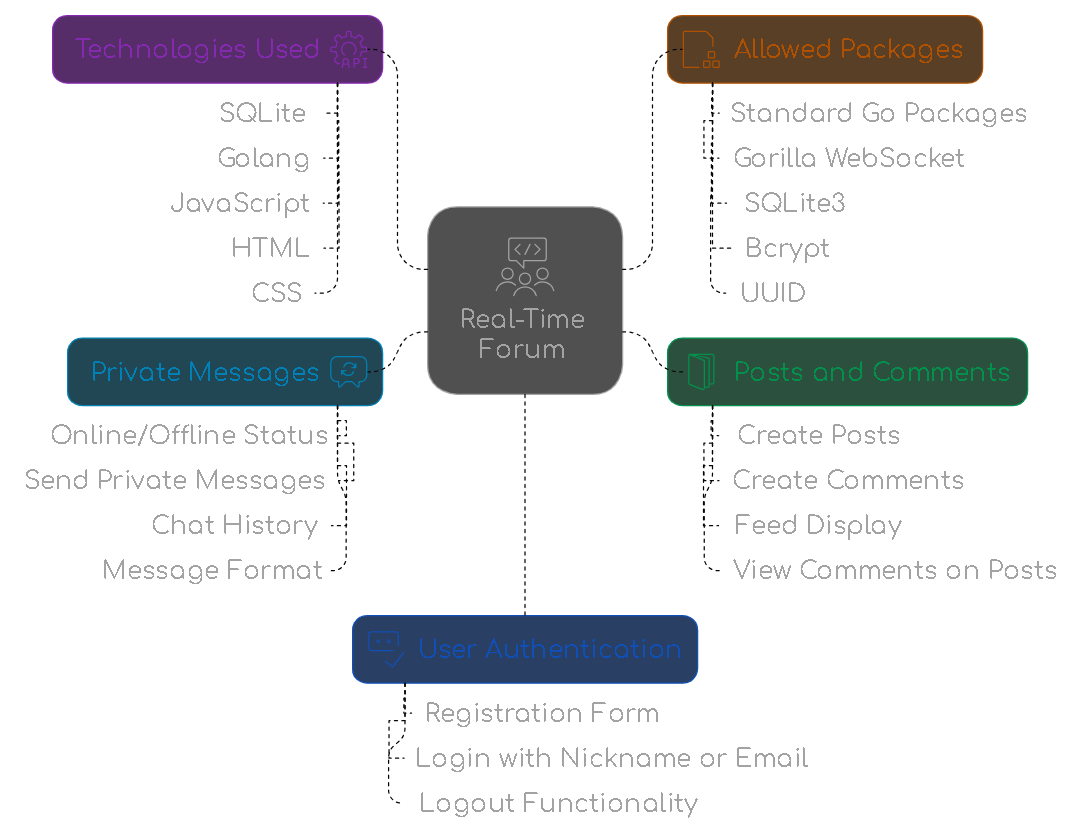 Technologies Used
API
SQLite
Golang
JavaScript
HTML
CSS
Allowed Packages
Standard Go Packages
Gorilla WebSocket
SQLite3
Bcrypt
UUID
</>
Real-Time
Forum
Private Messages
Online/Offline Status
Send Private Messages
Chat History
Message Format
Posts and Comments
Create Posts
Create Comments
Feed Display
View Comments on Posts
User Authentication
Registration Form
Login with Nickname or Email
Logout Functionality